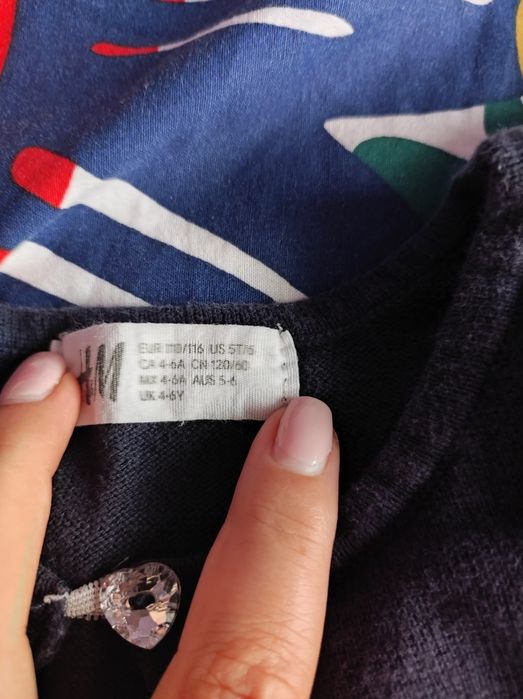 HM
EUR 110/116 US 5T/6
CA 4-6A CN 120/60
MX 4-6A AUS 5-6
UK 4-6Y